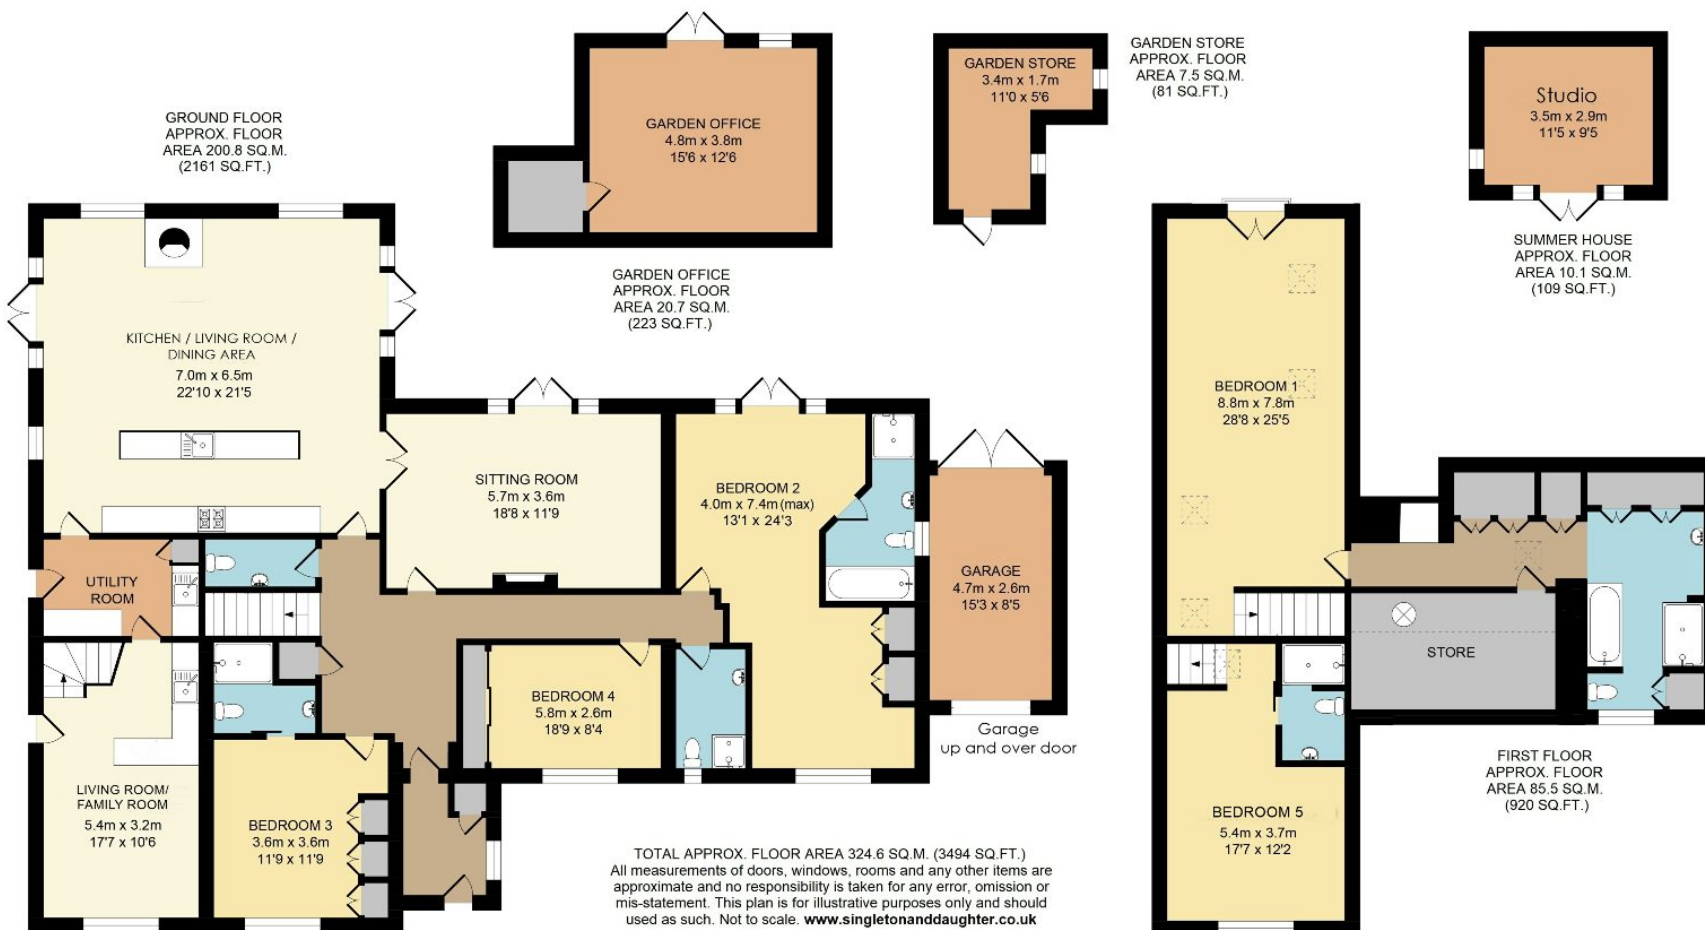 GROUND FLOOR
APPROX. FLOOR
AREA 200.8 SQ.M.
(2161 SQ.FT.)
GARDEN OFFICE
4.8m x 3.8m
15'6 x 12'6
GARDEN OFFICE
APPROX. FLOOR
AREA 20.7 SQ.M.
(223 SQ.FT.)
GARDEN STORE
3.4m x 1.7m
11'0 x 5'6
GARDEN STORE
APPROX. FLOOR
AREA 7.5 SQ.M.
(81 SQ.FT.)
Studio
3.5m x 2.9m
11'5 x 9'5
SUMMER HOUSE
APPROX. FLOOR
AREA 10.1 SQ.M.
(109 SQ.FT.)
KITCHEN / LIVING ROOM /
DINING AREA
7.0m x 6.5m
22'10 x 21'5
SITTING ROOM
5.7m x 3.6m
18'8 x 11'9
BEDROOM 2
4.0m x 7.4m (max)
13'1 x 24'3
GARAGE
4.7m x 2.6m
15'3 x 8'5
Garage
up and over door
UTILITY
ROOM
BEDROOM 4
5.8m x 2.6m
18'9 x 8'4
LIVING ROOM/
FAMILY ROOM
5.4m x 3.2m
17'7 x 10'6
BEDROOM 3
3.6m x 3.6m
11'9 x 11'9
BEDROOM 1
8.8m x 7.8m
28'8 x 25'5
STORE
BEDROOM 5
5.4m x 3.7m
17'7 x 12'2
FIRST FLOOR
APPROX. FLOOR
AREA 85.5 SQ.M.
(920 SQ.FT.)
TOTAL APPROX. FLOOR AREA 324.6 SQ.M. (3494 SQ.FT.)
All measurements of doors, windows, rooms and any other items are
approximate and no responsibility is taken for any error, omission or
mis-statement. This plan is for illustrative purposes only and should
used as such. Not to scale. www.singletonanddaughter.co.uk